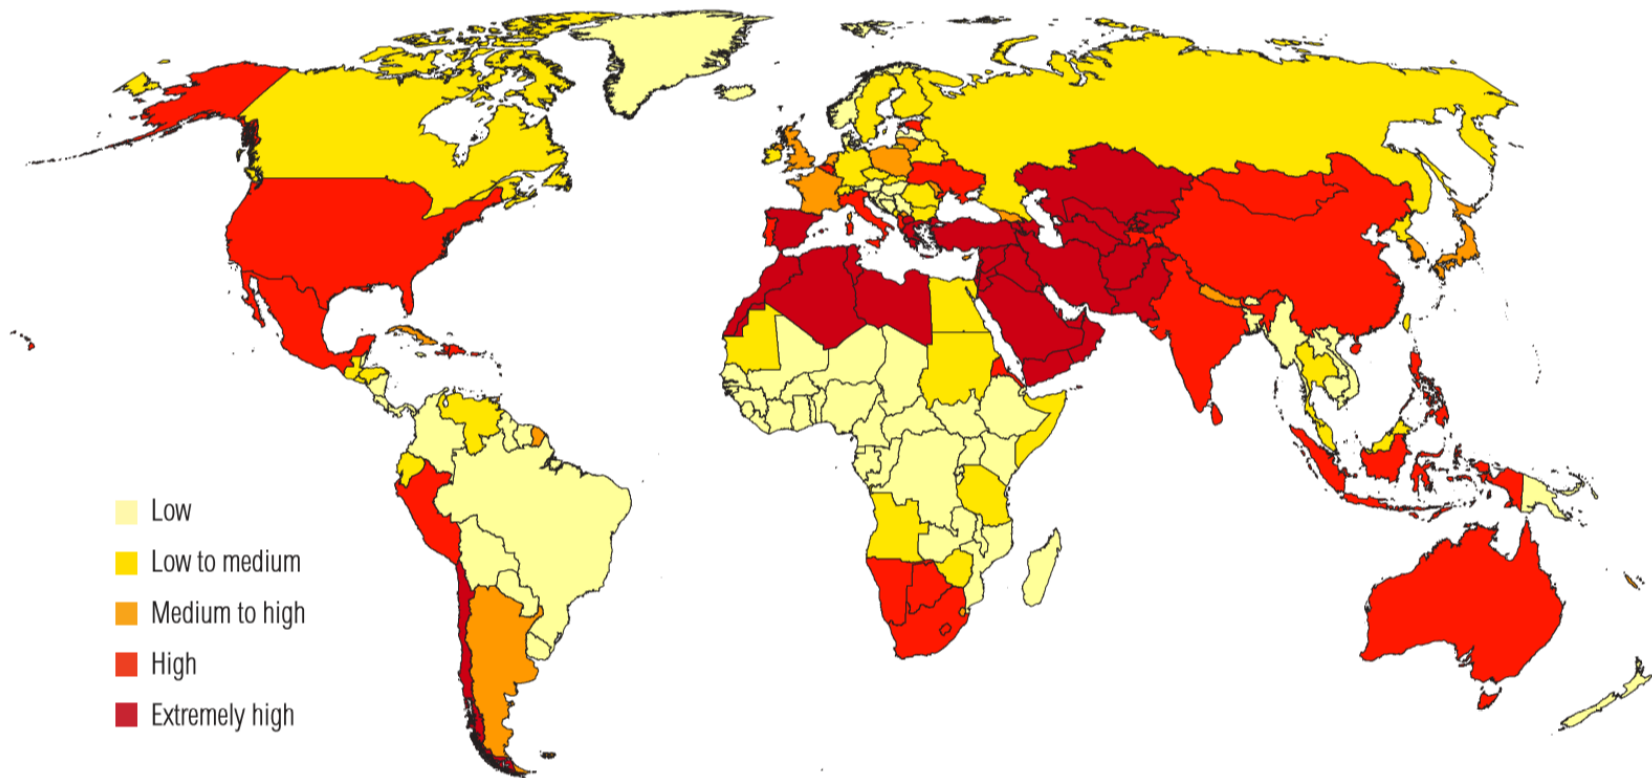 Low
Low to medium
Medium to high
High
Extremely high